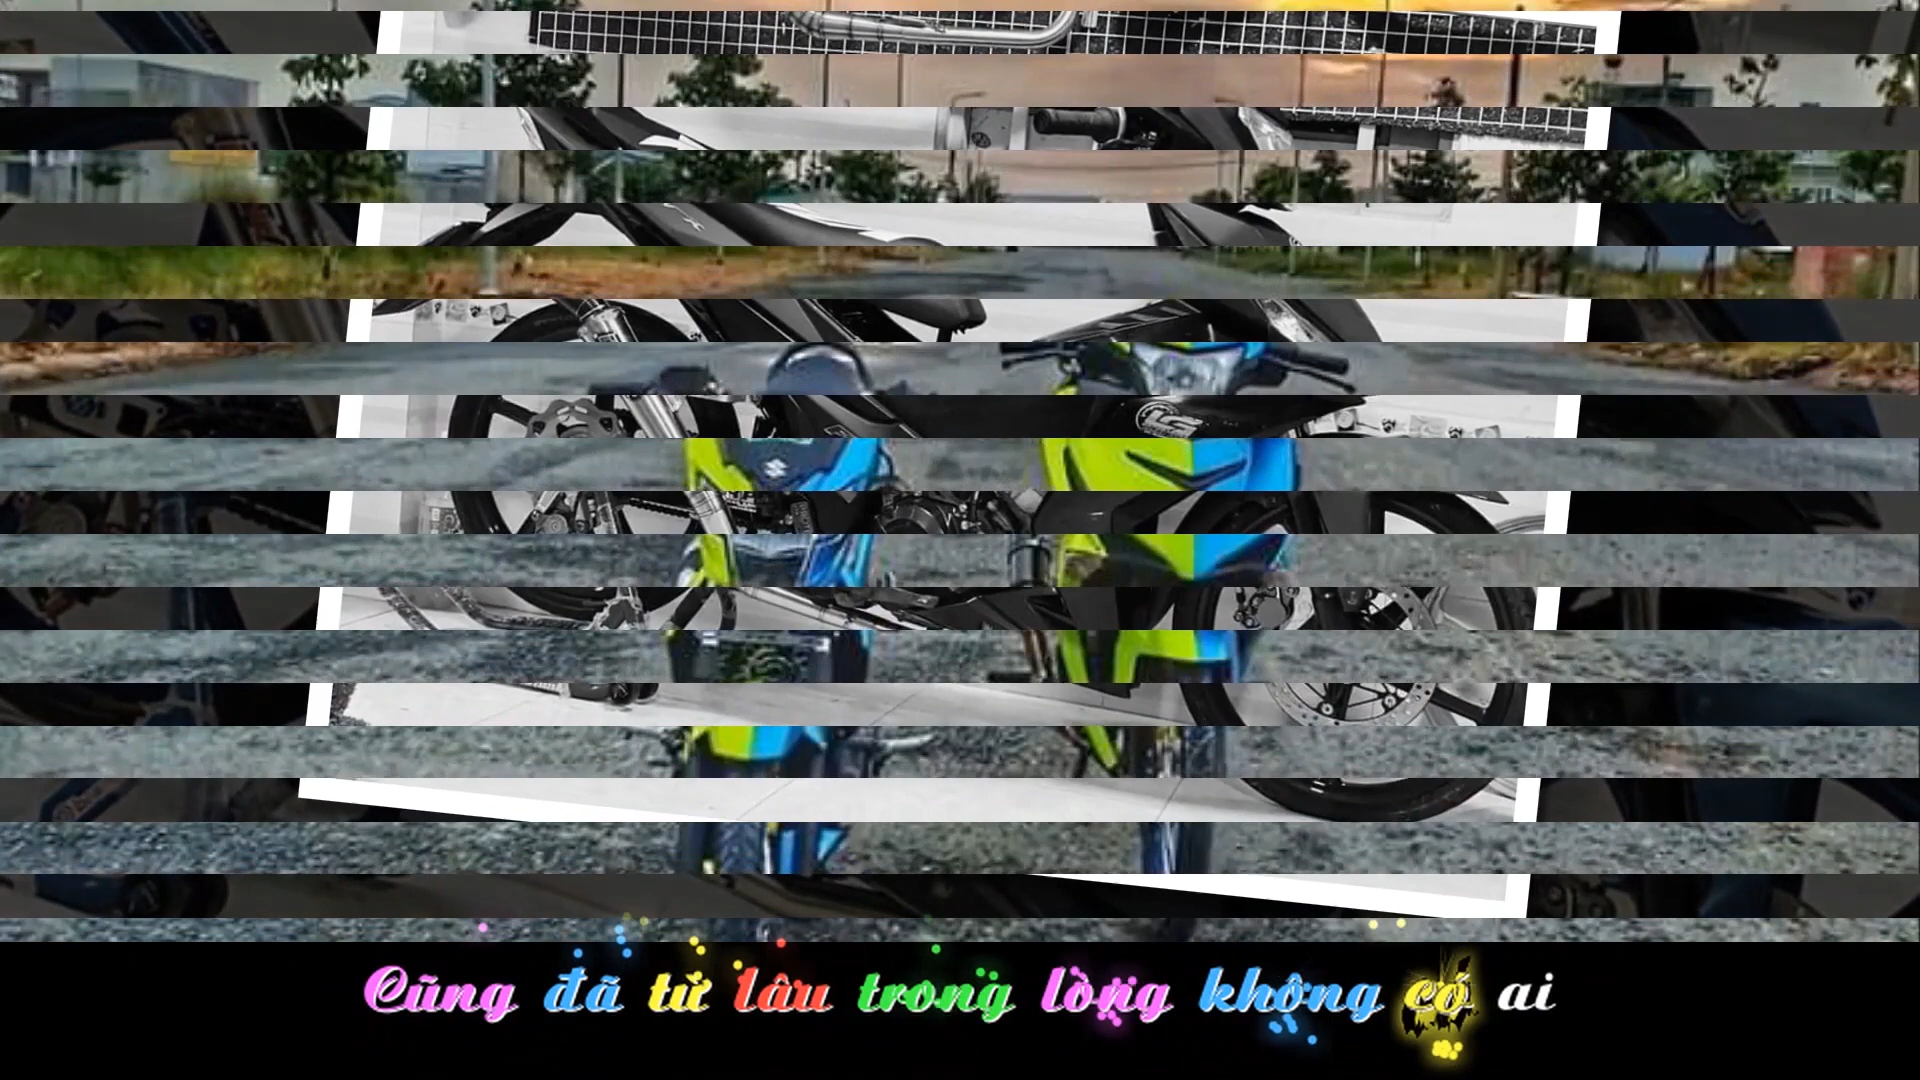 Cũng đã từ lâu trong lòng không có ai